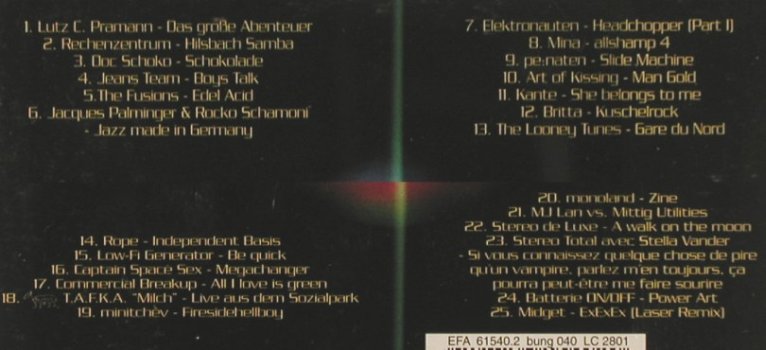 1. Lutz C. Pramann - Das große Abenteuer
2. Rechenzentrum - Hilsbach Samba
3. Doc Schoko - Schokolade
4. Jeans Team - Boys Talk
5.The Fusions - Edel Acid
6. Jacques Palminger & Rocko Schamoni
- Jazz made in Germany
7. Elektronauten - Headchopper (Part I)
8. Mina - allshamp 4
9. pe:naten - Slide Machine
10. Art of Kissing - Man Gold
11. Kante - She belongs to me
12. Britta - Kuschelrock
13. The Looney Tunes - Gare du Nord
14. Rope - Independent Basis
15. Low-Fi Generator - Be quick
16. Captain Space Sex - Megachanger
17. Commercial Breakup - All I love is green
18. T.A.F.K.A. "Milch" - Live aus dem Sozialpark
19. minitchèv - Firesidehellboy
20. monoland - Zine
21. MJ Lan vs. Mittig Utilities
22. Stereo de Luxe - A walk on the moon
23. Stereo Total avec Stella Vander
- Si vous connaissez quelque chose de pire
qu'un vampire, parlez m'en toujours, ça
pourra peut-être me faire sourire
24. Batterie ON/OFF - Power Art
25. Midget - ExExEx (Laser Remix)
EFA 61540.2 bung 040 LC 2801